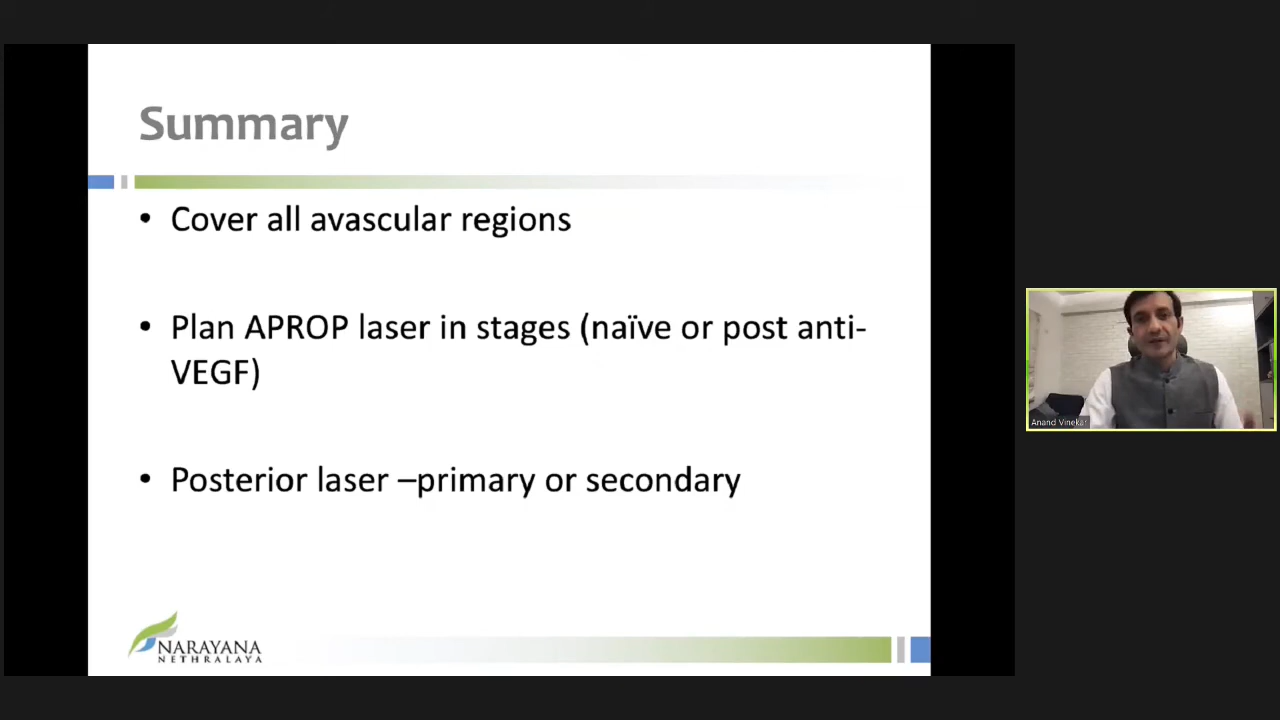 Summary
• Cover all avascular regions
• Plan APROP laser in stages (naïve or post anti-
VEGF)
• Posterior laser –primary or secondary
NARAYANA
NETHRALAYA
Anand Vinekar